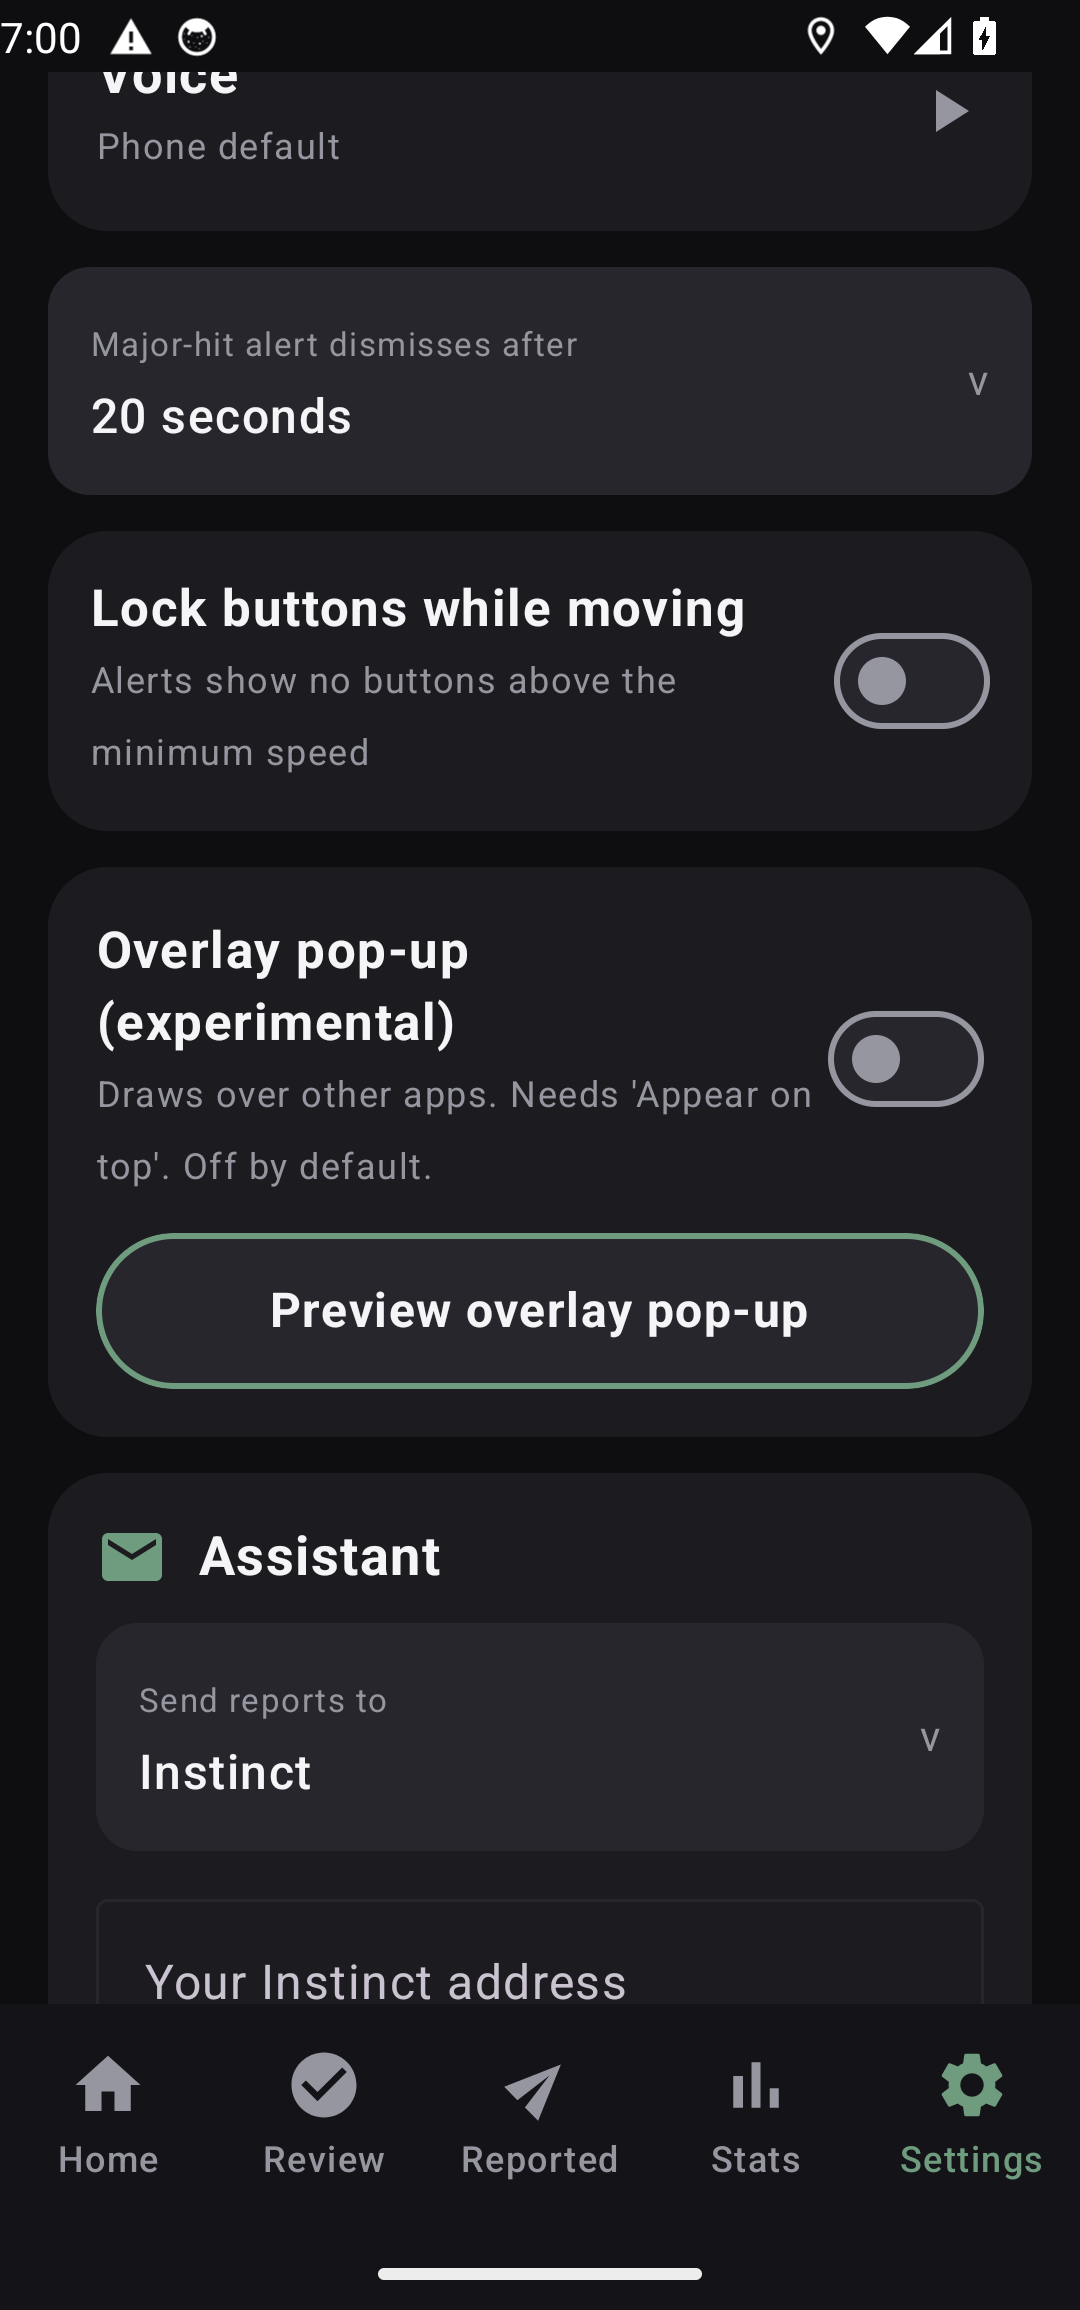 7:00
Voice
Phone default
Major-hit alert dismisses after
20 seconds
v
Lock buttons while moving
Alerts show no buttons above the
minimum speed
Overlay pop-up
(experimental)
Draws over other apps. Needs 'Appear on
top'. Off by default.
Preview overlay pop-up
Assistant
Send reports to
Instinct
v
Your Instinct address
Home
Review
Reported
Stats
Settings